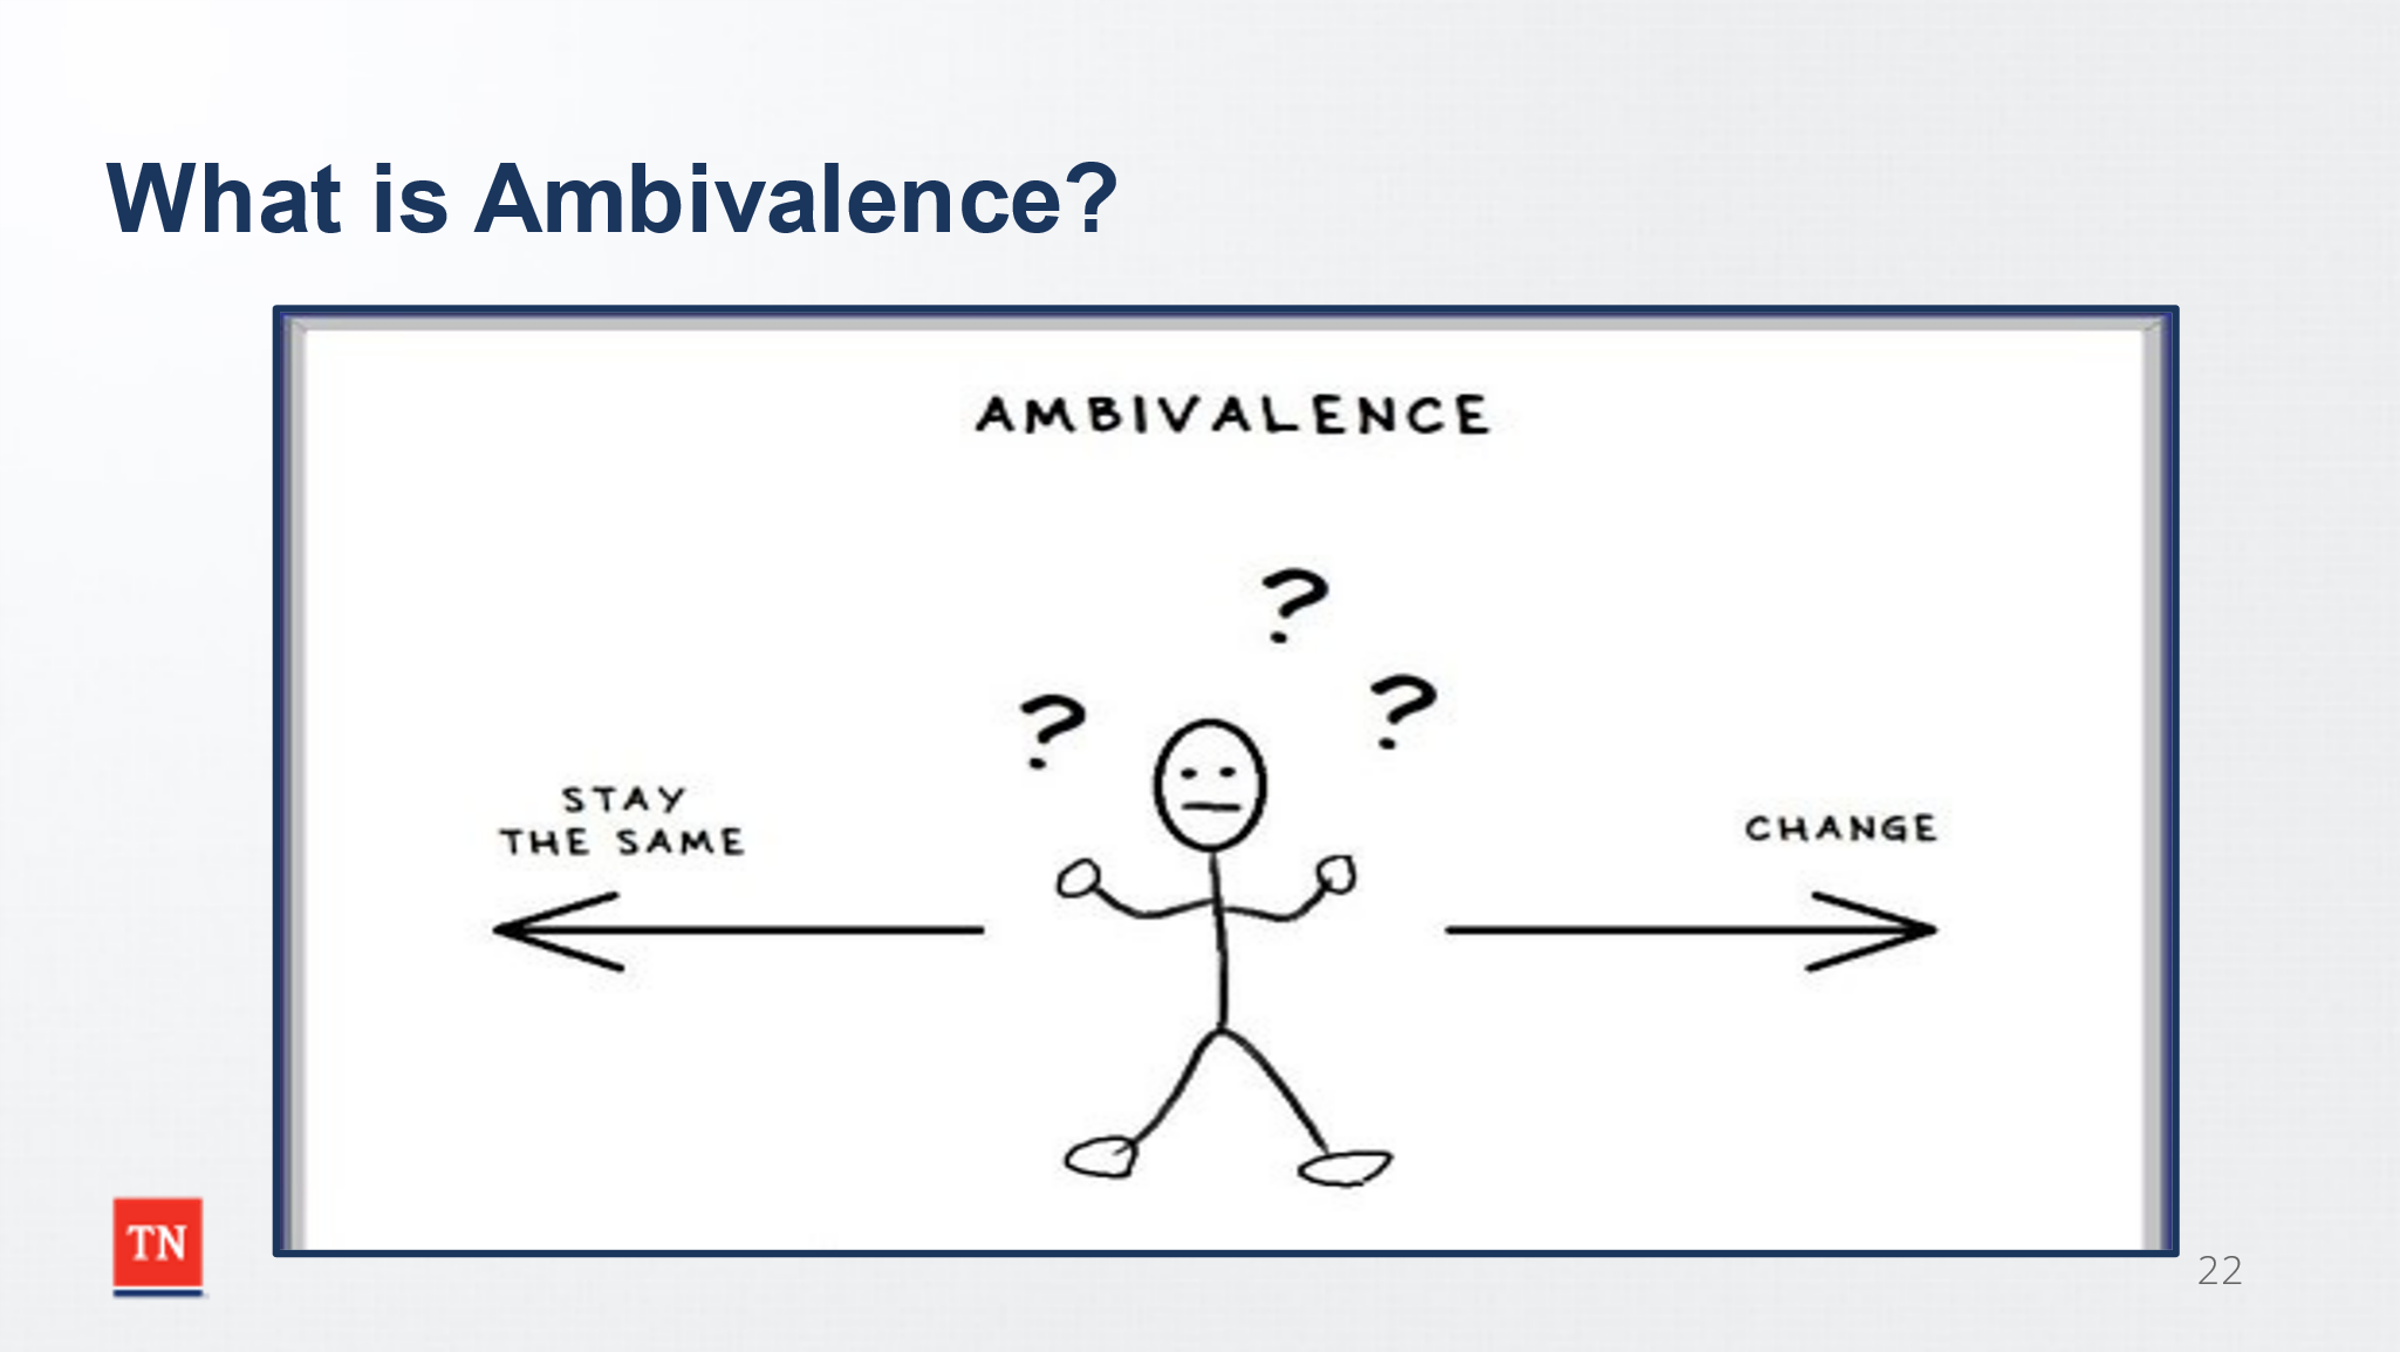 What is Ambivalence?
AMBIVALENCE
?
?
?
STAY
THE SAME
CHANGE
TN
22